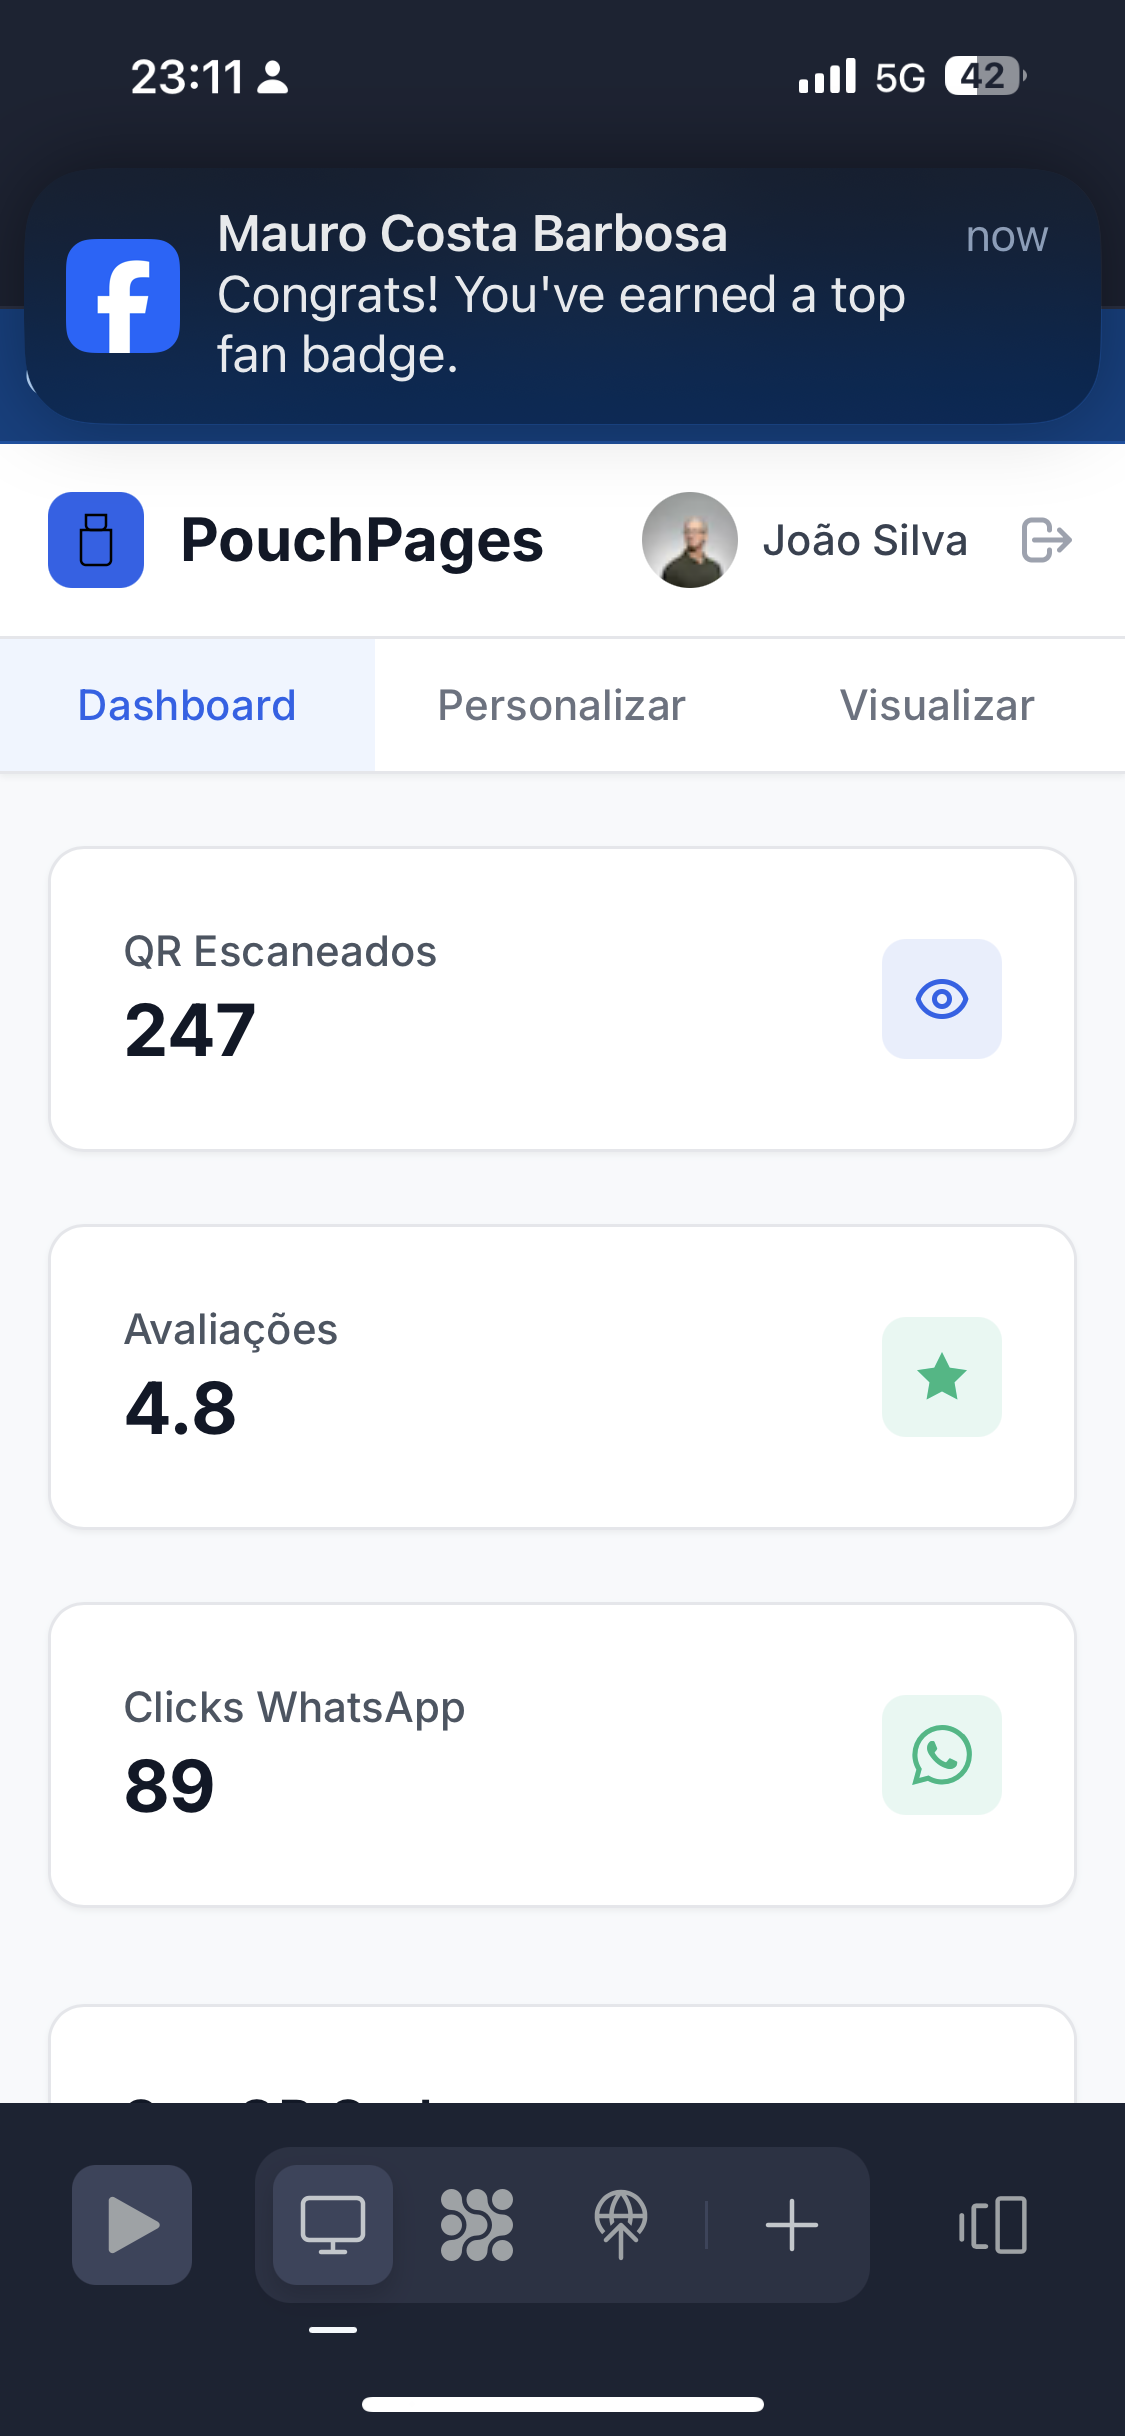 23:11
5G 42
Mauro Costa Barbosa
now
Congrats! You've earned a top
fan badge.
PouchPages
João Silva
Dashboard
Personalizar
Visualizar
QR Escaneados
247
Avaliações
4.8
Clicks WhatsApp
89